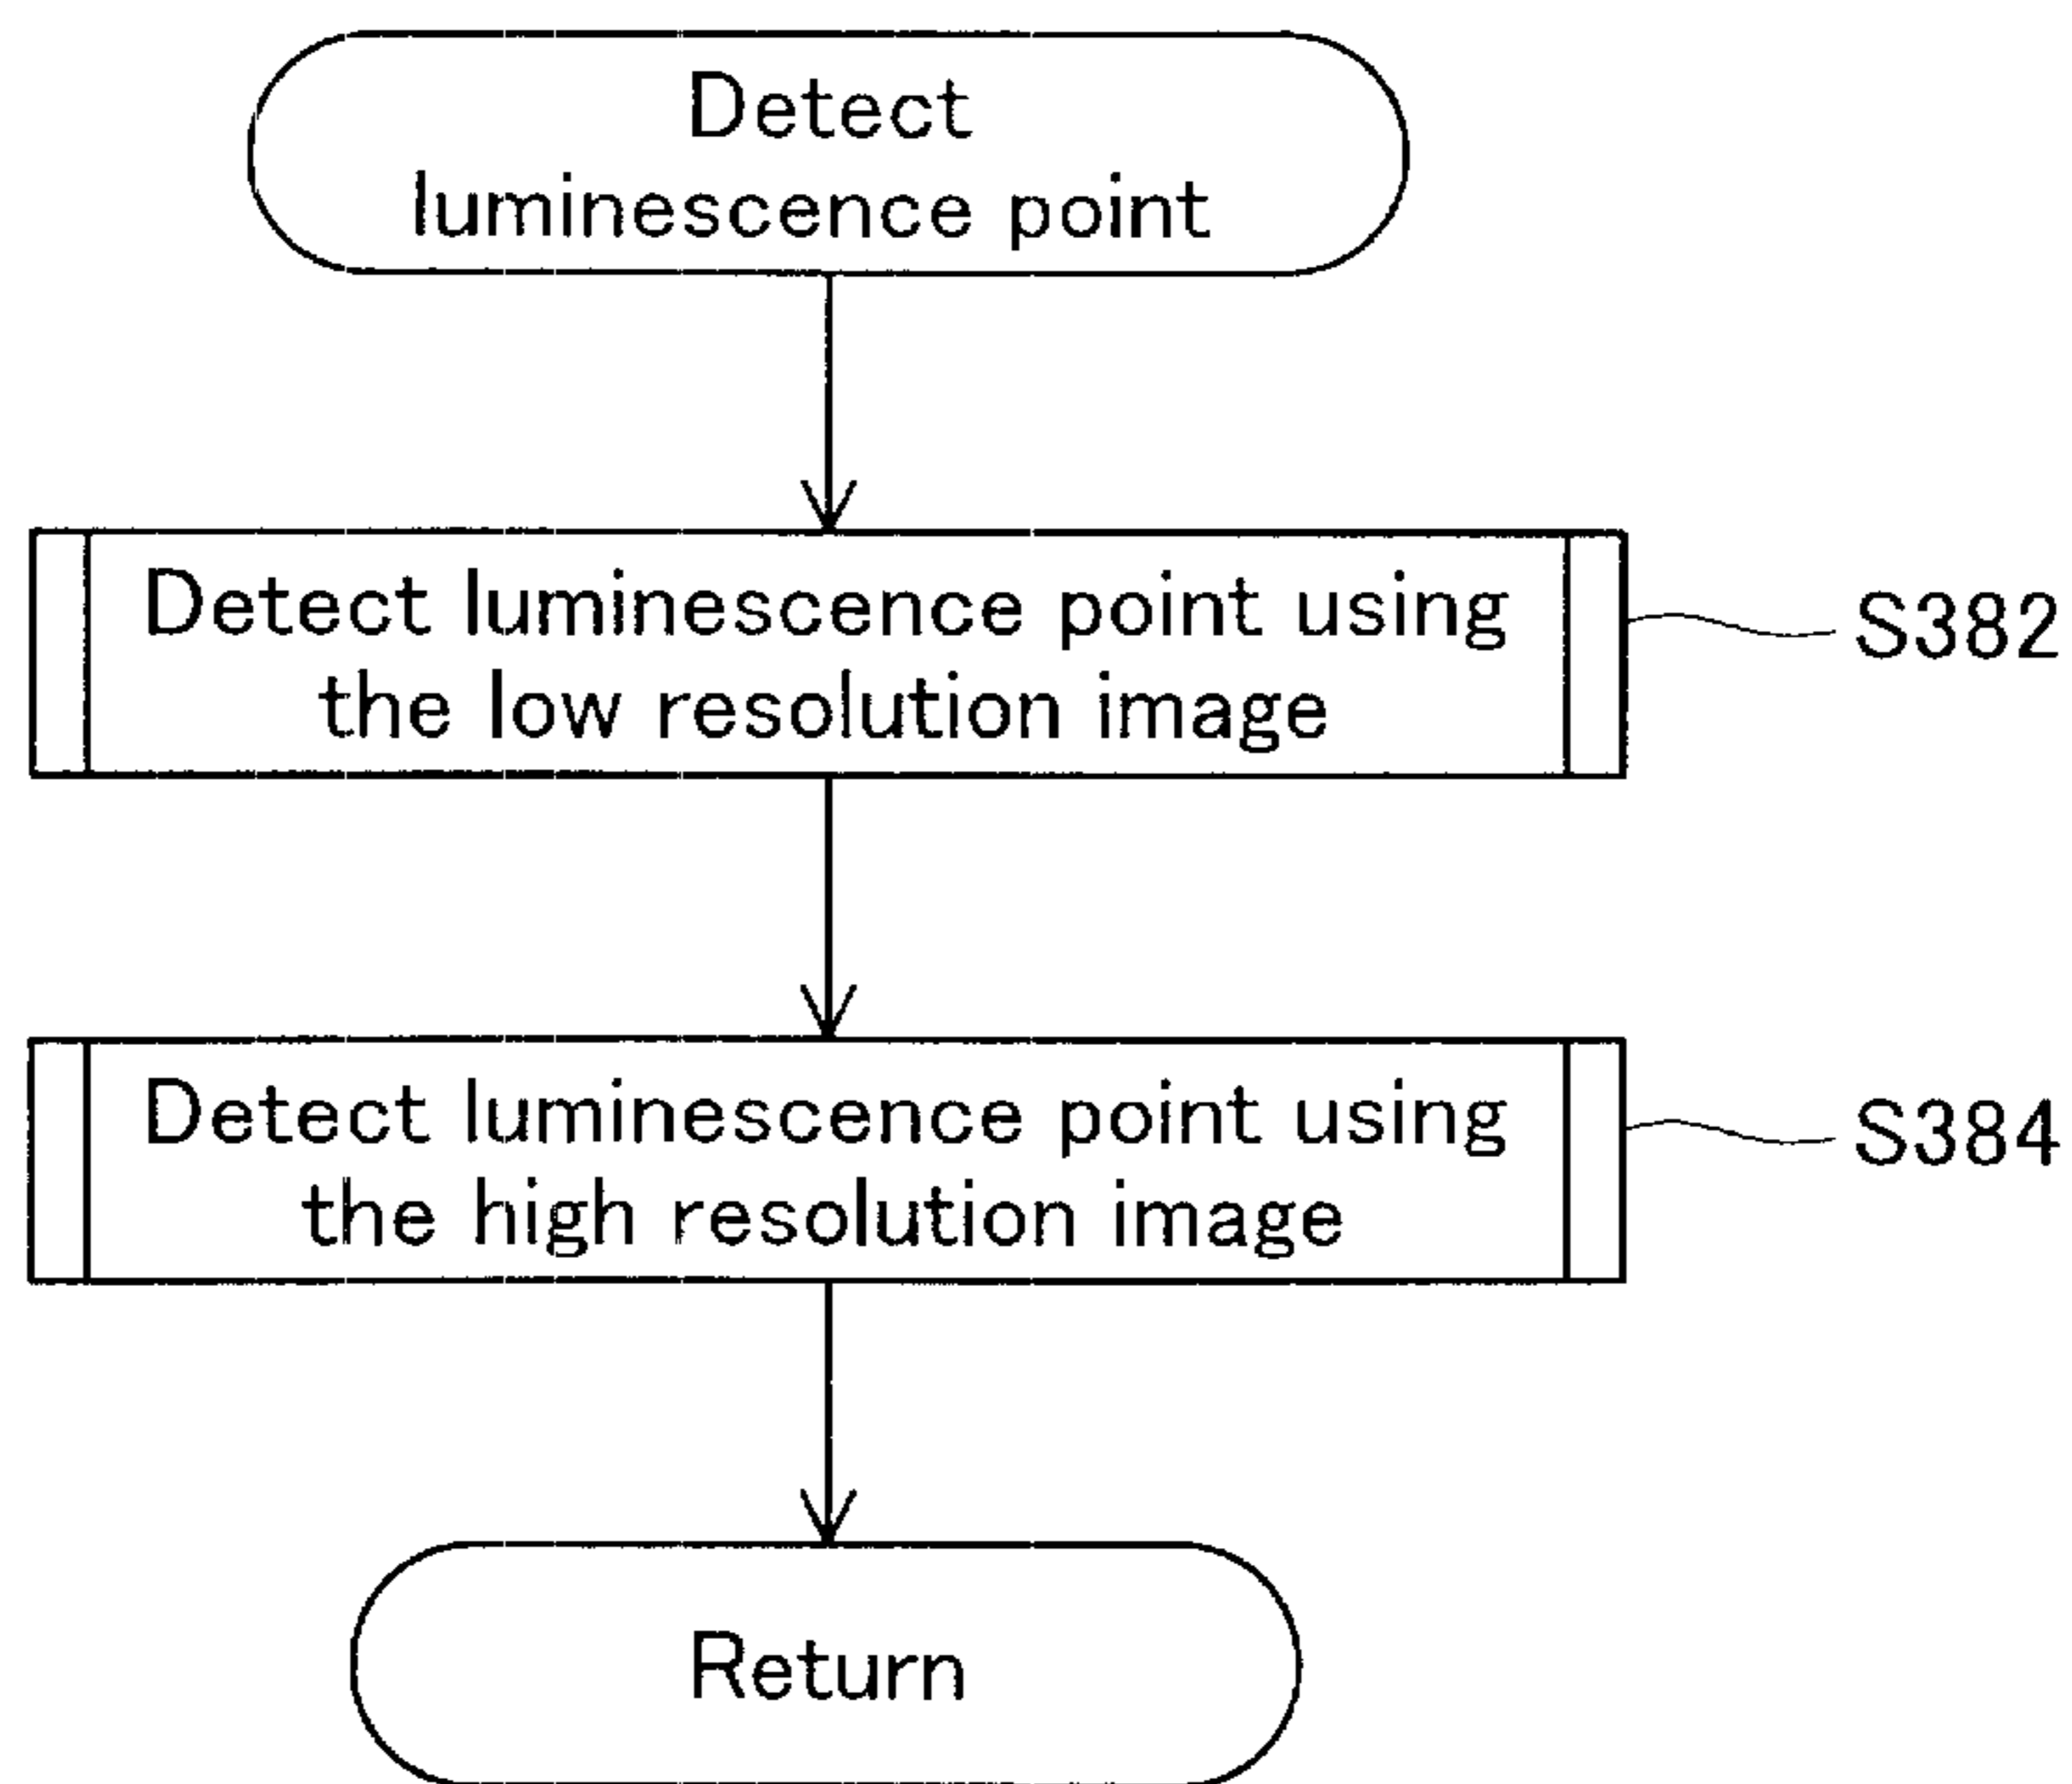 Detect
luminescence point
Detect luminescence point using
the low resolution image
S382
Detect luminescence point using
the high resolution image
S384
Return